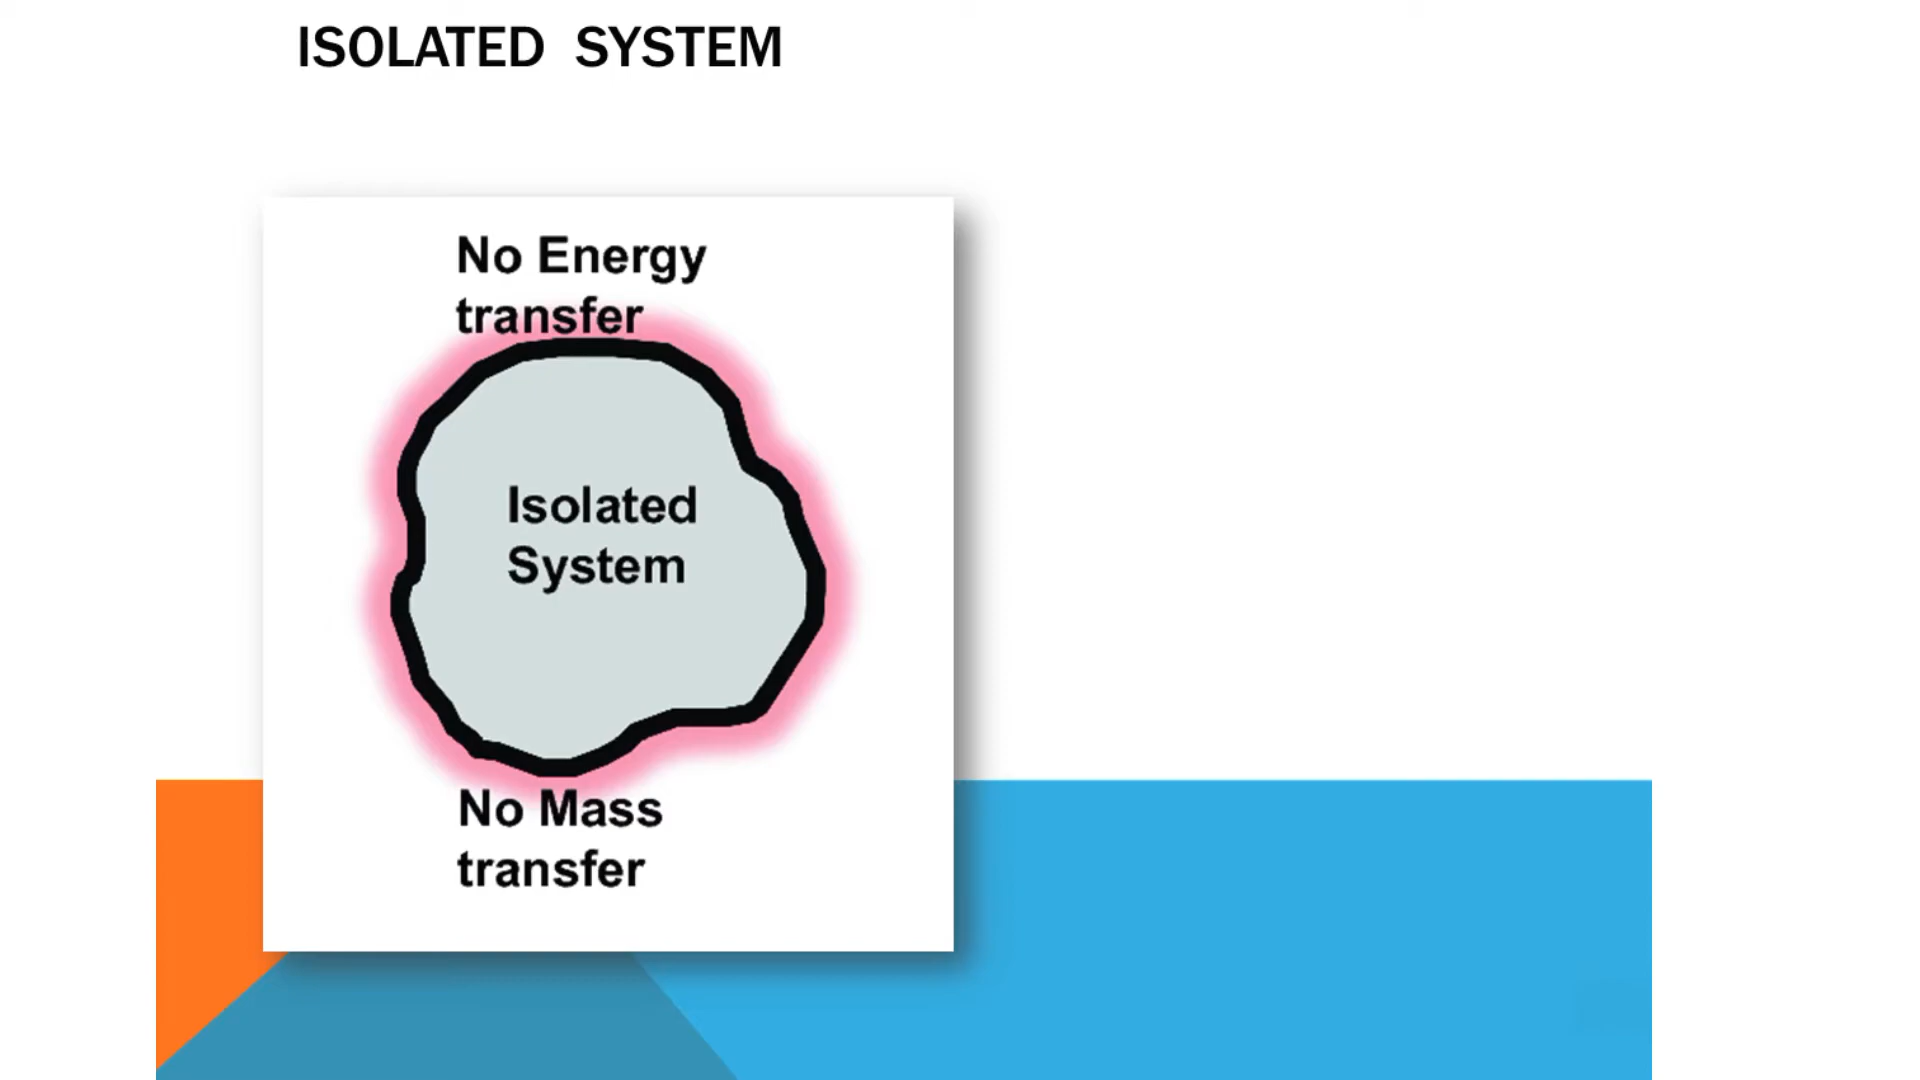 ISOLATED SYSTEM
No Energy
transfer
Isolated
System
No Mass
transfer